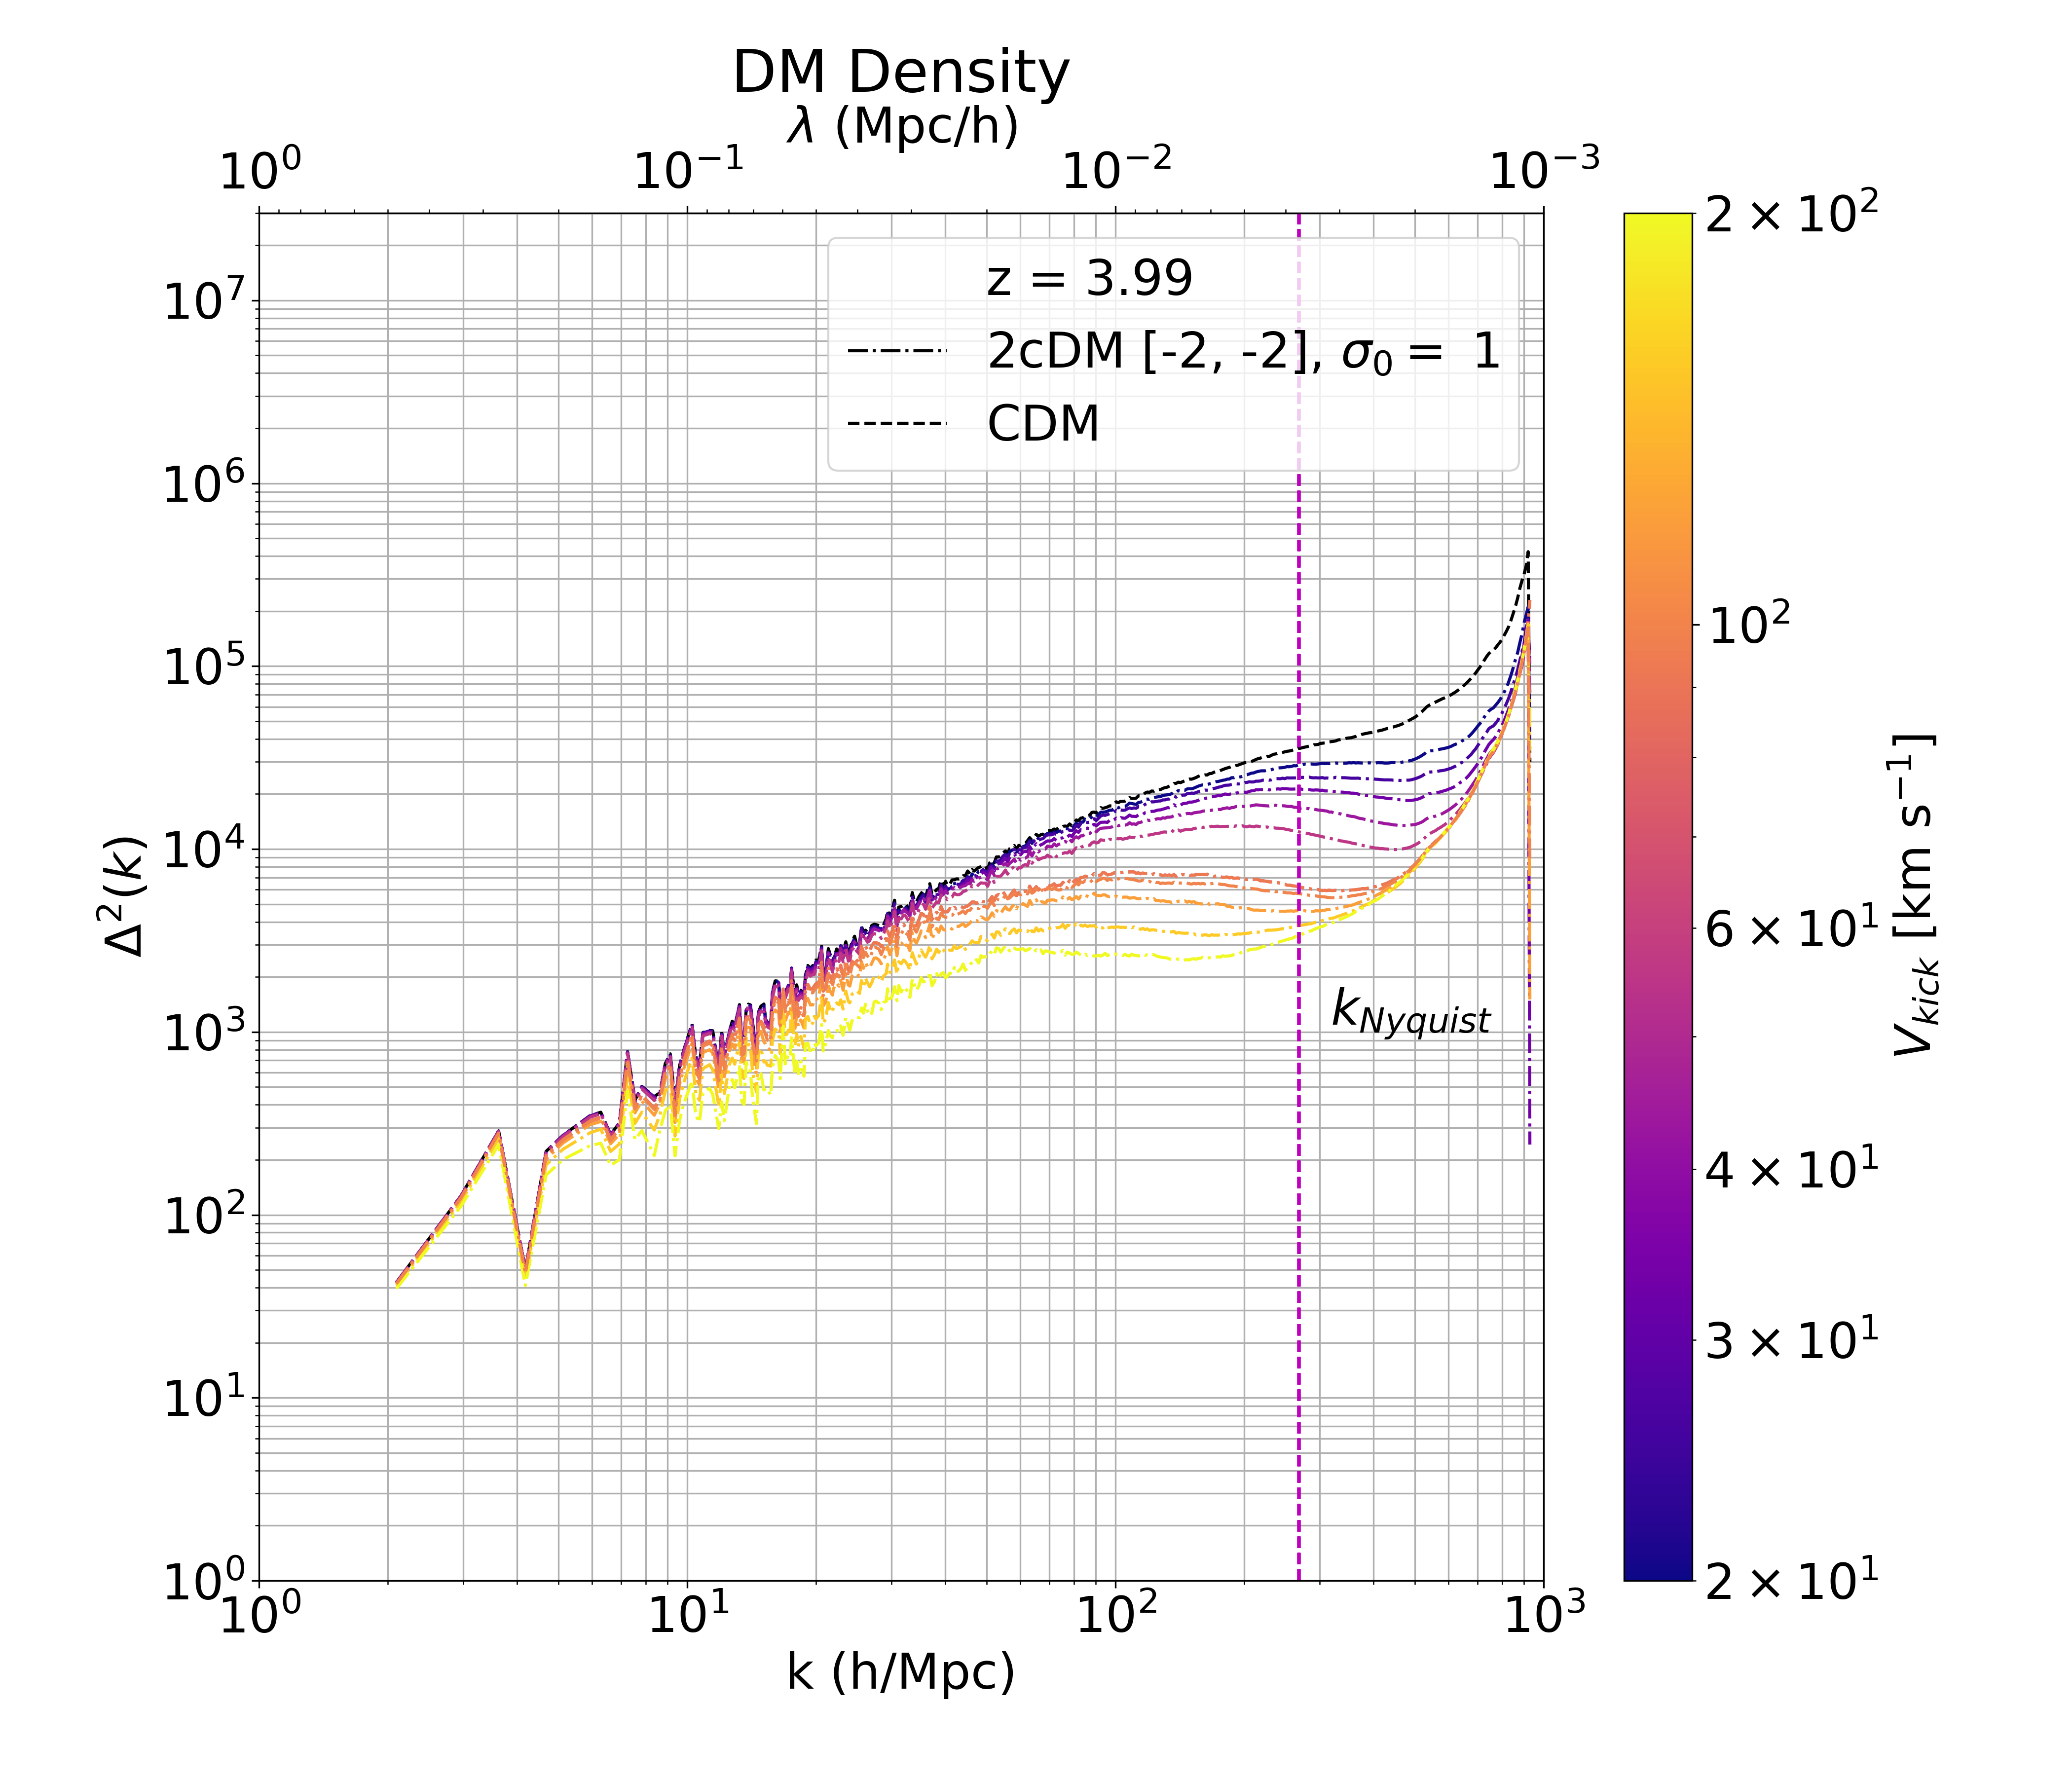 DM Density
λ (Mpc/h)
10⁰ 10⁻¹ 10⁻² 10⁻³
z = 3.99
2cDM [-2, -2], σ₀ = 1
CDM
Δ²(k)
10⁷
10⁶
10⁵
10⁴
10³
10²
10¹
10⁰
k_Nyquist
10⁰ 10¹ 10² 10³
k (h/Mpc)
2 × 10²
10²
6 × 10¹
4 × 10¹
3 × 10¹
2 × 10¹
V_kick [km s⁻¹]